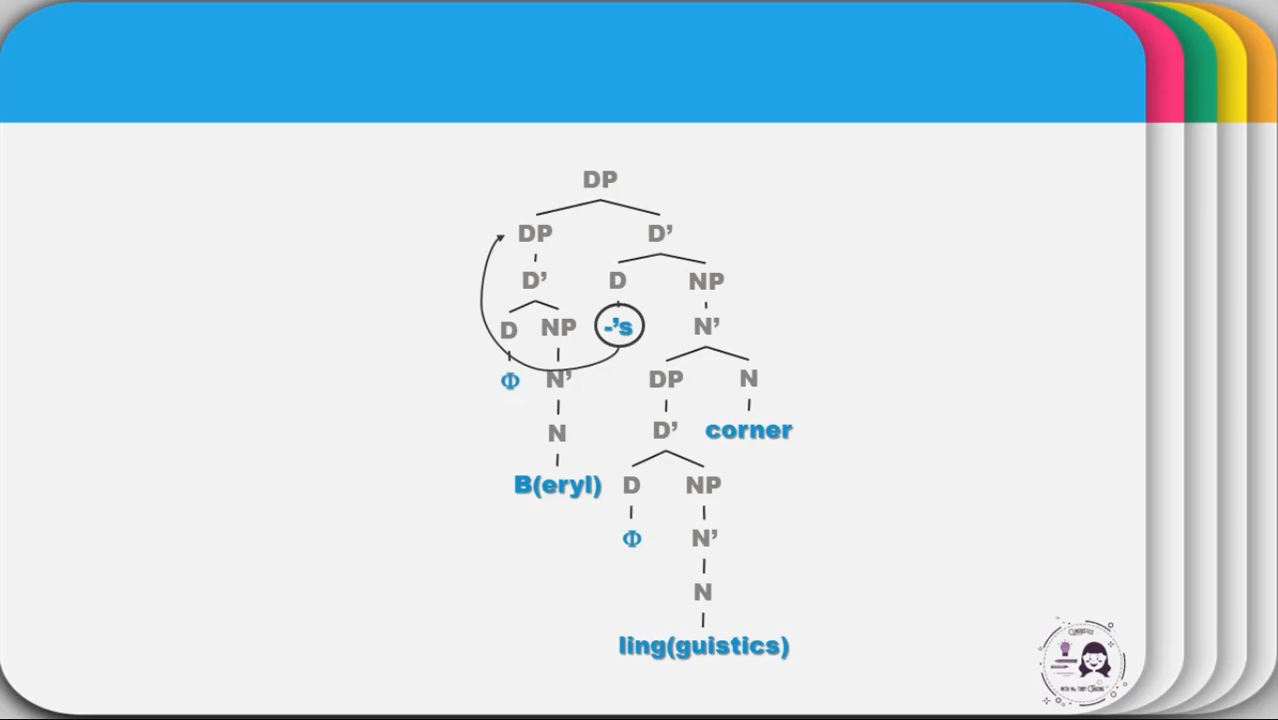 DP
DP D’
D’ D NP
D NP -’s N’
Φ N’ DP N
N D’ corner
B(eryl) D NP
Φ N’
N
ling(guistics)